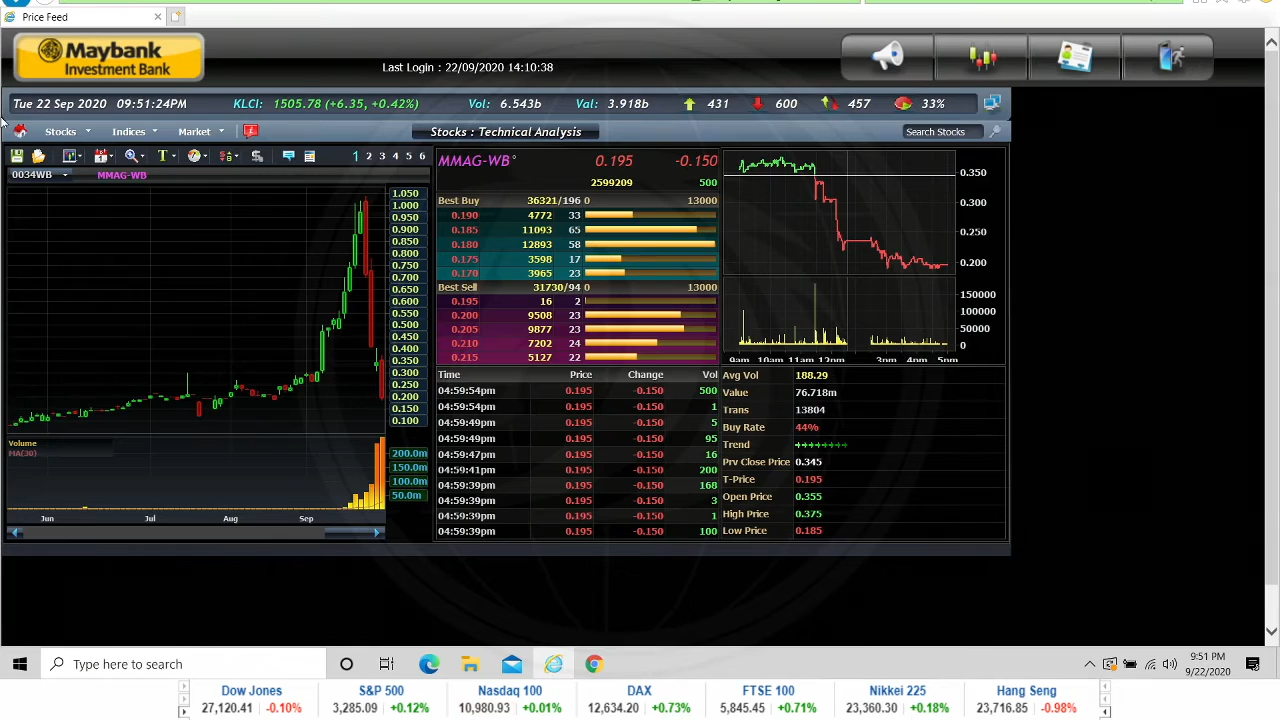 Price Feed
Maybank
Investment Bank
Last Login : 22/09/2020 14:10:38
Tue 22 Sep 2020 09:51:24PM KLCI: 1505.78 (+6.35, +0.42%) Vol: 6.543b Val: 3.918b 431 600 457 33%
Stocks Indices Market Stocks : Technical Analysis Search Stocks
1 2 3 4 5 6
0034WB MMAG-WB
1.050
1.000
0.950
0.900
0.850
0.800
0.750
0.700
0.650
0.600
0.550
0.500
0.450
0.400
0.350
0.300
0.250
0.200
0.150
0.100
Volume
MA(30)
200.0m
150.0m
100.0m
50.0m
Jun Jul Aug Sep
MMAG-WB° 0.195 -0.150
2599209 500
Best Buy 36321/196 0 13000
0.190 4772 33
0.185 11093 65
0.180 12893 58
0.175 3598 17
0.170 3965 23
Best Sell 31730/94 0 13000
0.195 16 2
0.200 9508 23
0.205 9877 23
0.210 7202 24
0.215 5127 22
Time Price Change Vol
04:59:54pm 0.195 -0.150 500
04:59:54pm 0.195 -0.150 1
04:59:49pm 0.195 -0.150 5
04:59:49pm 0.195 -0.150 95
04:59:47pm 0.195 -0.150 16
04:59:41pm 0.195 -0.150 200
04:59:39pm 0.195 -0.150 168
04:59:39pm 0.195 -0.150 3
04:59:39pm 0.195 -0.150 1
04:59:39pm 0.195 -0.150 100
0.350
0.300
0.250
0.200
150000
100000
50000
0
9am 10am 11am 12pm 3pm 4pm 5pm
Avg Vol 188.29
Value 76.718m
Trans 13804
Buy Rate 44%
Trend
Prv Close Price 0.345
T-Price 0.195
Open Price 0.355
High Price 0.375
Low Price 0.185
Type here to search
9:51 PM
9/22/2020
Dow Jones S&P 500 Nasdaq 100 DAX FTSE 100 Nikkei 225 Hang Seng
27,120.41 -0.10% 3,285.09 +0.12% 10,980.93 +0.01% 12,634.20 +0.73% 5,845.45 +0.71% 23,360.30 +0.18% 23,716.85 -0.98%